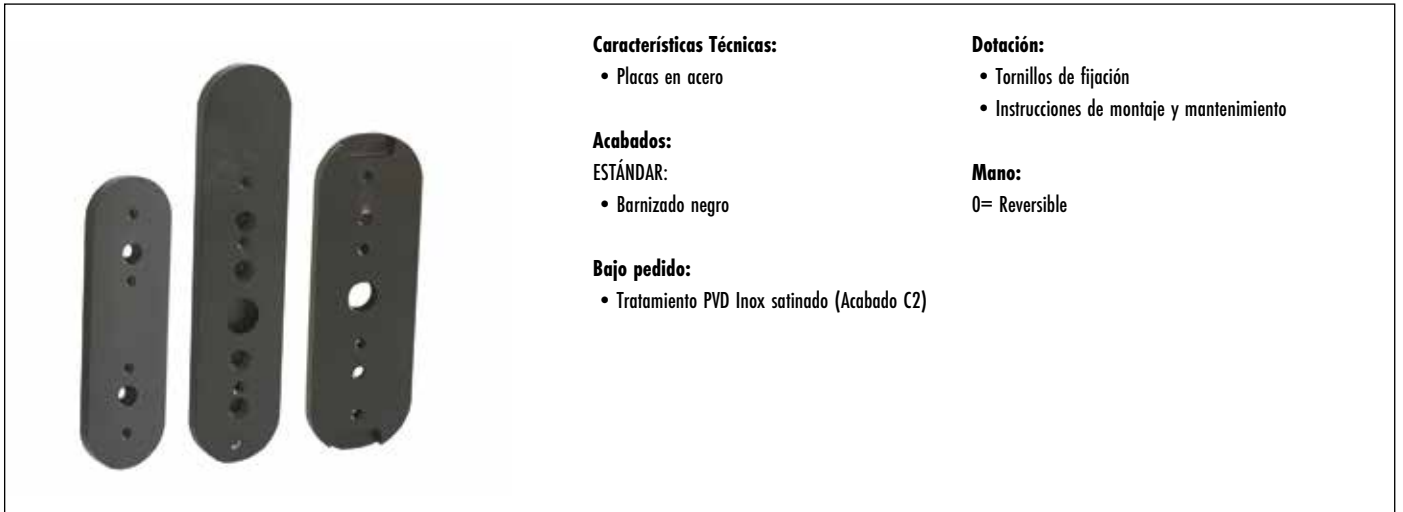 Características Técnicas:
• Placas en acero
Acabados:
ESTÁNDAR:
• Barnizado negro
Bajo pedido:
• Tratamiento PVD Inox satinado (Acabado C2)
Dotación:
• Tornillos de fijación
• Instrucciones de montaje y mantenimiento
Mano:
0= Reversible